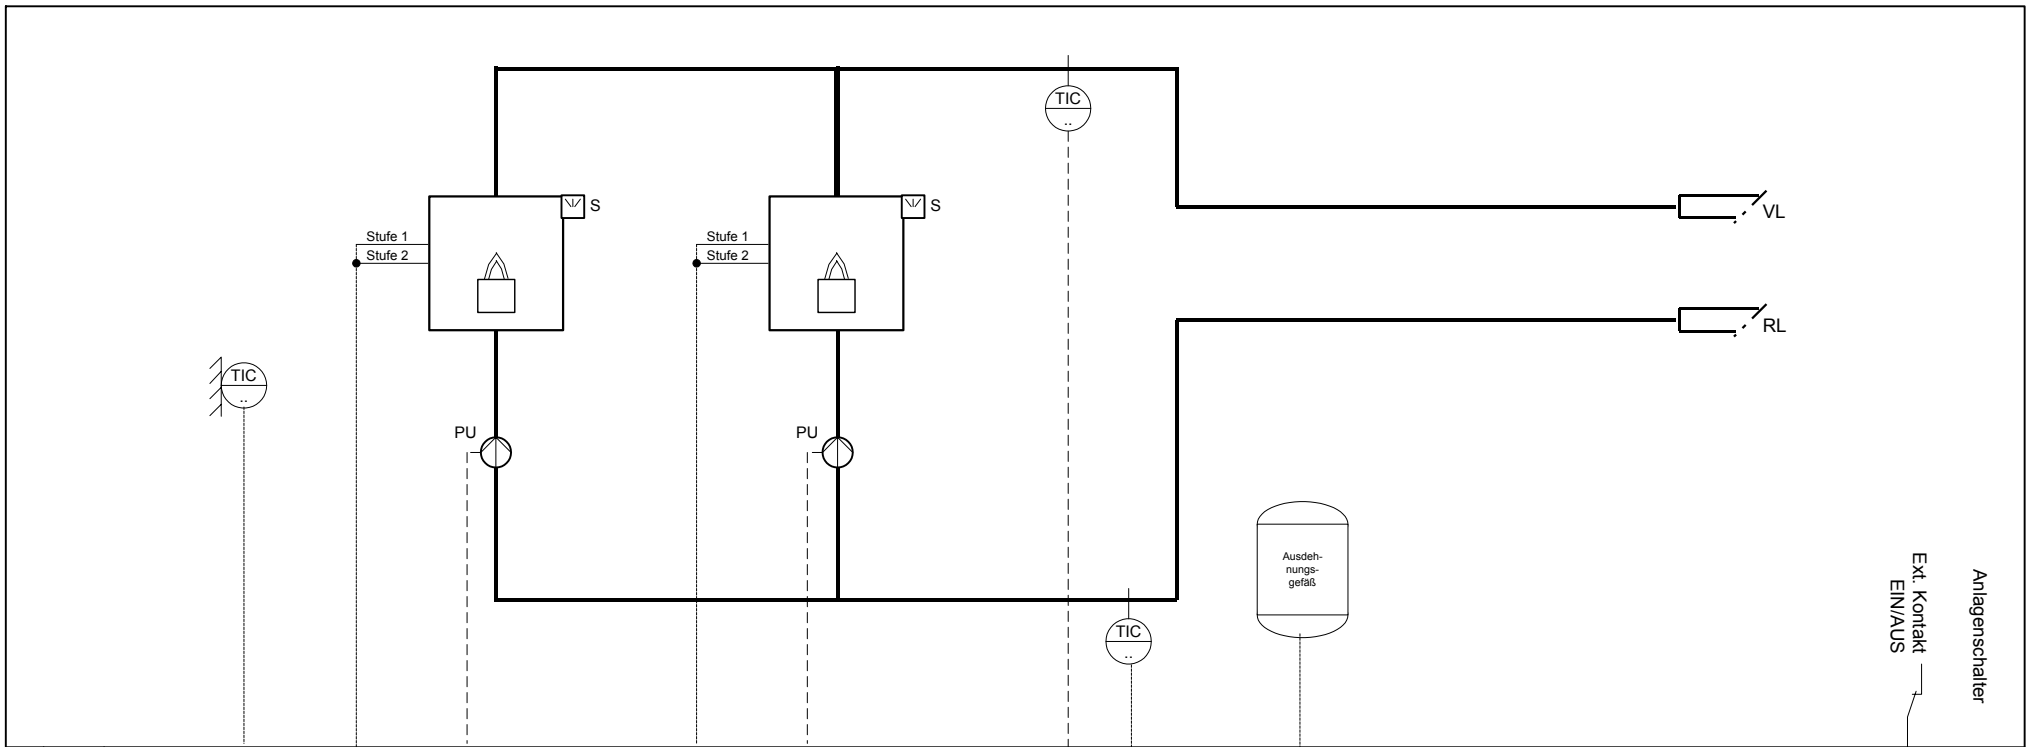 TIC
..
S
S
VL
Stufe 1
Stufe 2
Stufe 1
Stufe 2
RL
TIC
..
PU
PU
Ausdeh-
nungs-
gefäß
TIC
..
Ext. Kontakt
EIN/AUS
Anlagenschalter